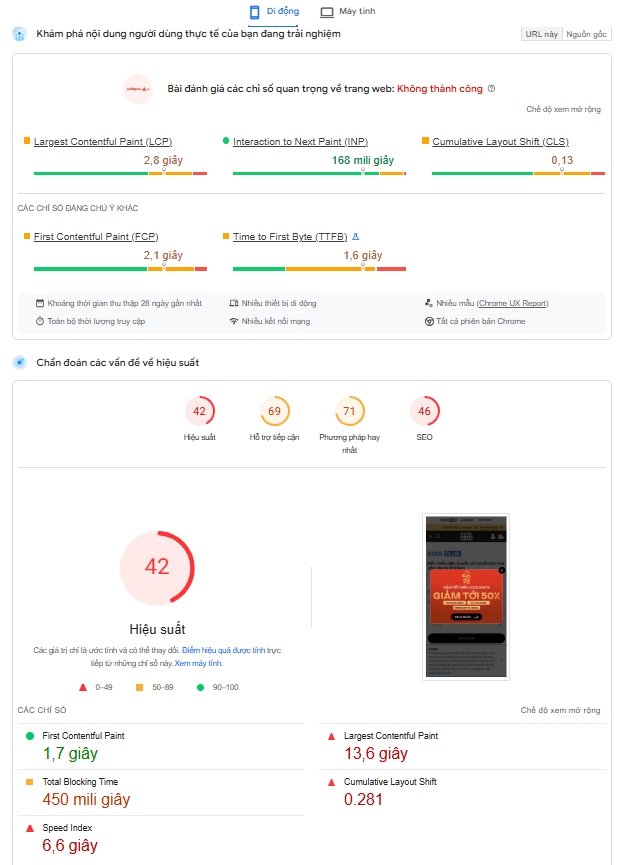 Di động
Máy tính
Khám phá nội dung người dùng thực tế của bạn đang trải nghiệm
URL này
Nguồn gốc
Bài đánh giá các chỉ số quan trọng về trang web: Không thành công
Chế độ xem mở rộng
Largest Contentful Paint (LCP)
2,8 giây
Interaction to Next Paint (INP)
168 mili giây
Cumulative Layout Shift (CLS)
0,13
CÁC CHỈ SỐ ĐÁNG CHÚ Ý KHÁC
First Contentful Paint (FCP)
2,1 giây
Time to First Byte (TTFB)
1,6 giây
Khoảng thời gian thu thập 28 ngày gần nhất
Nhiều thiết bị di động
Nhiều mẫu (Chrome UX Report)
Toàn bộ thời lượng truy cập
Nhiều kết nối mạng
Tất cả phiên bản Chrome
Chẩn đoán các vấn đề về hiệu suất
42
69
71
46
Hiệu suất
Hỗ trợ tiếp cận
Phương pháp hay
nhất
SEO
42
Hiệu suất
Các giá trị chỉ là ước tính và có thể thay đổi. Điểm hiệu quả được tính trực
tiếp từ những chỉ số này. Xem máy tính.
0–49
50–89
90–100
COOLCLUB
GIẢM TỚI 50%
CÁC CHỈ SỐ
Chế độ xem mở rộng
First Contentful Paint
1,7 giây
Largest Contentful Paint
13,6 giây
Total Blocking Time
450 mili giây
Cumulative Layout Shift
0.281
Speed Index
6,6 giây